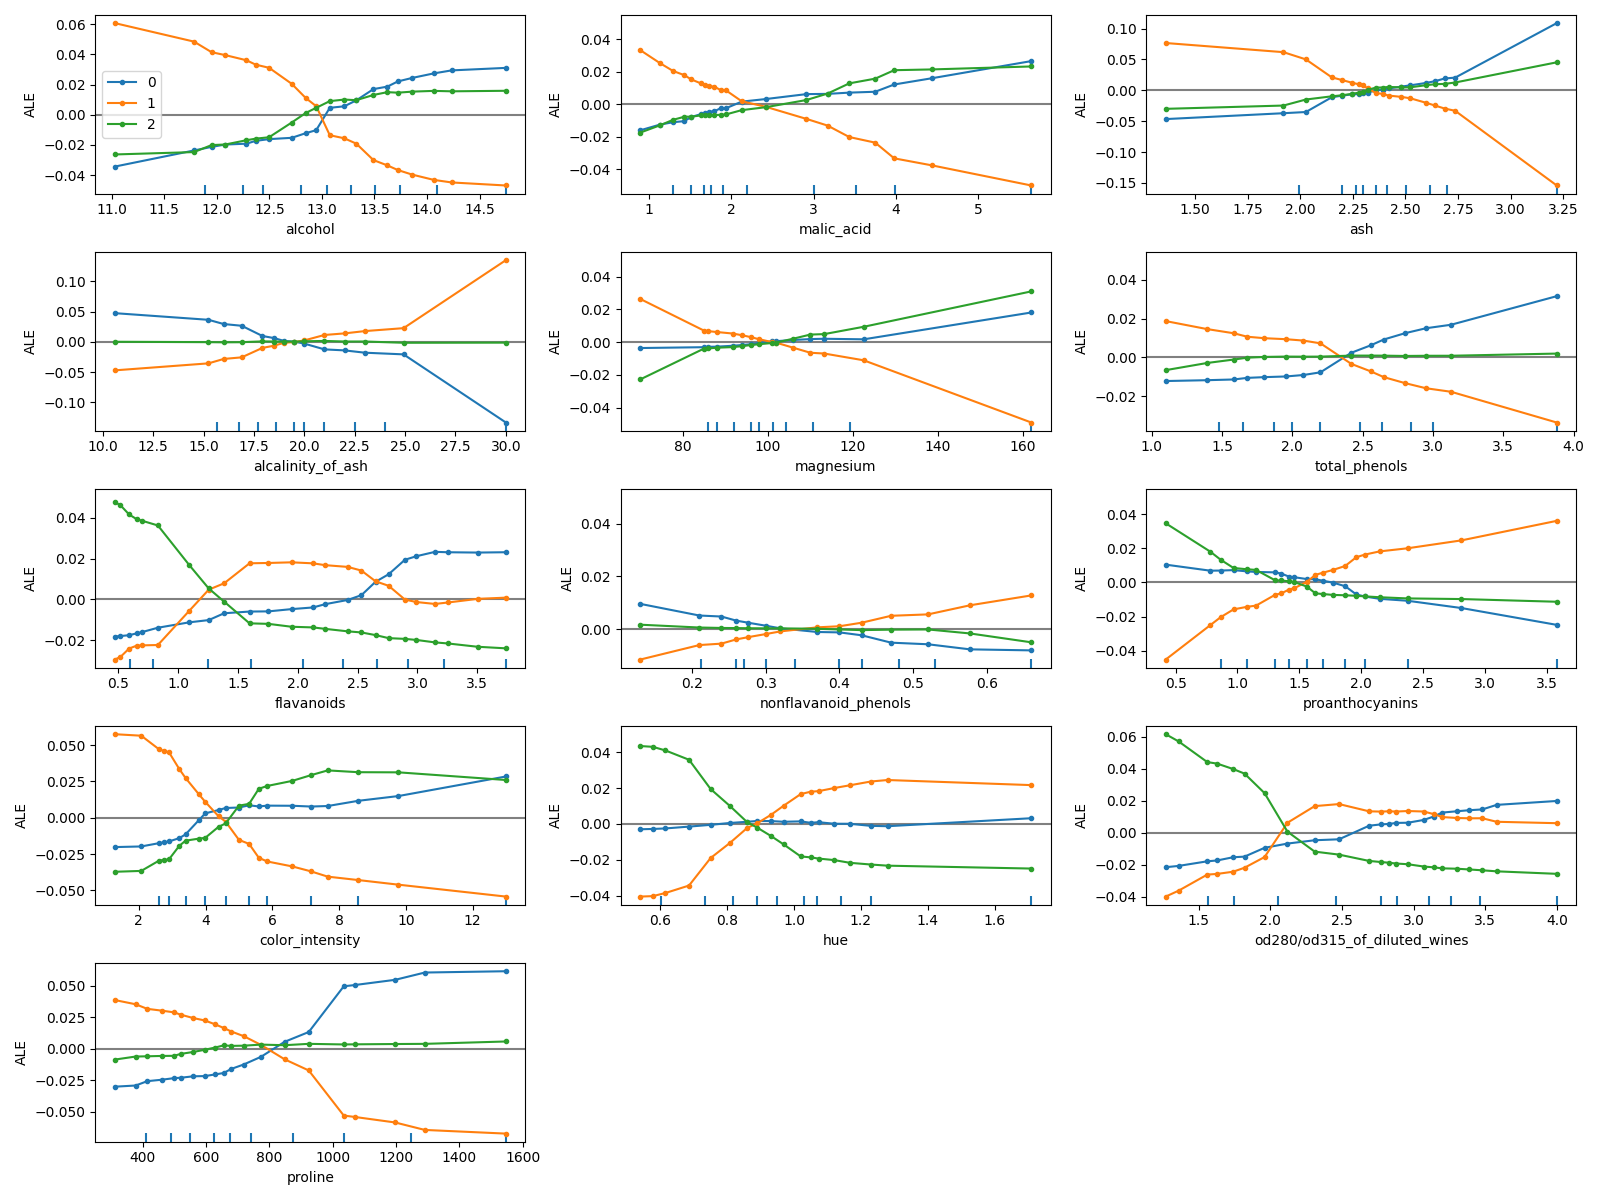 0.06
0.04
0.02
0.00
−0.02
−0.04
ALE
0
1
2
11.0 11.5 12.0 12.5 13.0 13.5 14.0 14.5
alcohol
0.04
0.02
0.00
−0.02
−0.04
ALE
1 2 3 4 5
malic_acid
0.10
0.05
0.00
−0.05
−0.10
−0.15
ALE
1.50 1.75 2.00 2.25 2.50 2.75 3.00 3.25
ash
0.10
0.05
0.00
−0.05
−0.10
ALE
10.0 12.5 15.0 17.5 20.0 22.5 25.0 27.5 30.0
alcalinity_of_ash
0.04
0.02
0.00
−0.02
−0.04
ALE
80 100 120 140 160
magnesium
0.04
0.02
0.00
−0.02
ALE
1.0 1.5 2.0 2.5 3.0 3.5 4.0
total_phenols
0.04
0.02
0.00
−0.02
ALE
0.5 1.0 1.5 2.0 2.5 3.0 3.5
flavanoids
0.04
0.02
0.00
ALE
0.2 0.3 0.4 0.5 0.6
nonflavanoid_phenols
0.04
0.02
0.00
−0.02
−0.04
ALE
0.5 1.0 1.5 2.0 2.5 3.0 3.5
proanthocyanins
0.050
0.025
0.000
−0.025
−0.050
ALE
2 4 6 8 10 12
color_intensity
0.04
0.02
0.00
−0.02
−0.04
ALE
0.6 0.8 1.0 1.2 1.4 1.6
hue
0.06
0.04
0.02
0.00
−0.02
−0.04
ALE
1.5 2.0 2.5 3.0 3.5 4.0
od280/od315_of_diluted_wines
0.050
0.025
0.000
−0.025
−0.050
ALE
400 600 800 1000 1200 1400 1600
proline